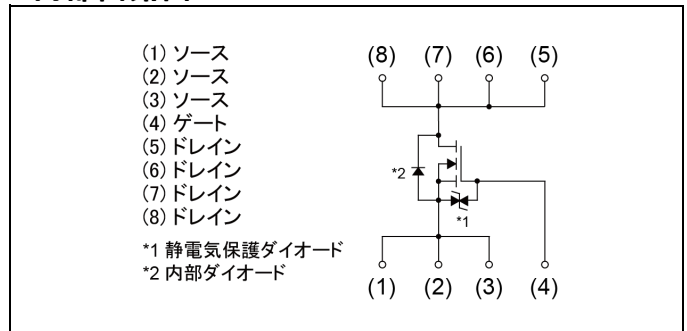 (1) ソース
(2) ソース
(3) ソース
(4) ゲート
(5) ドレイン
(6) ドレイン
(7) ドレイン
(8) ドレイン
*1 静電気保護ダイオード
*2 内部ダイオード
(8) (7) (6) (5)
*2
*1
(1) (2) (3) (4)